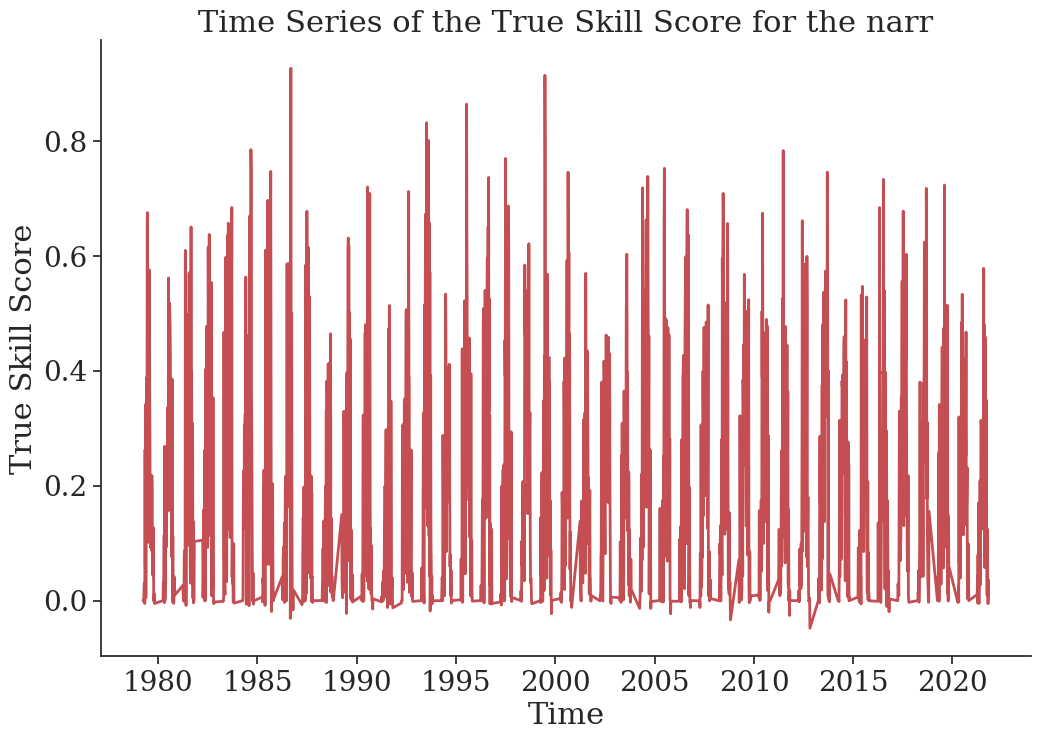 Time Series of the True Skill Score for the narr
True Skill Score
0.8
0.6
0.4
0.2
0.0
1980 1985 1990 1995 2000 2005 2010 2015 2020
Time